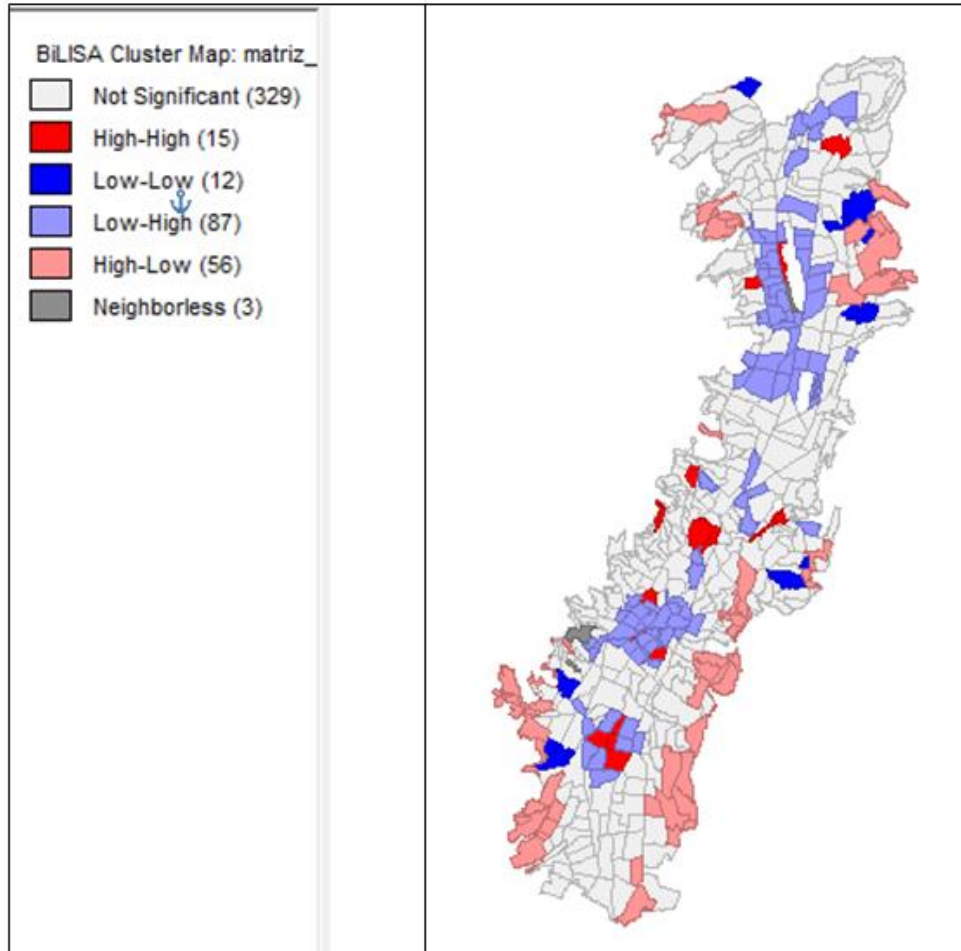 BiLISA Cluster Map: matriz_
Not Significant (329)
High-High (15)
Low-Low (12)
Low-High (87)
High-Low (56)
Neighborless (3)